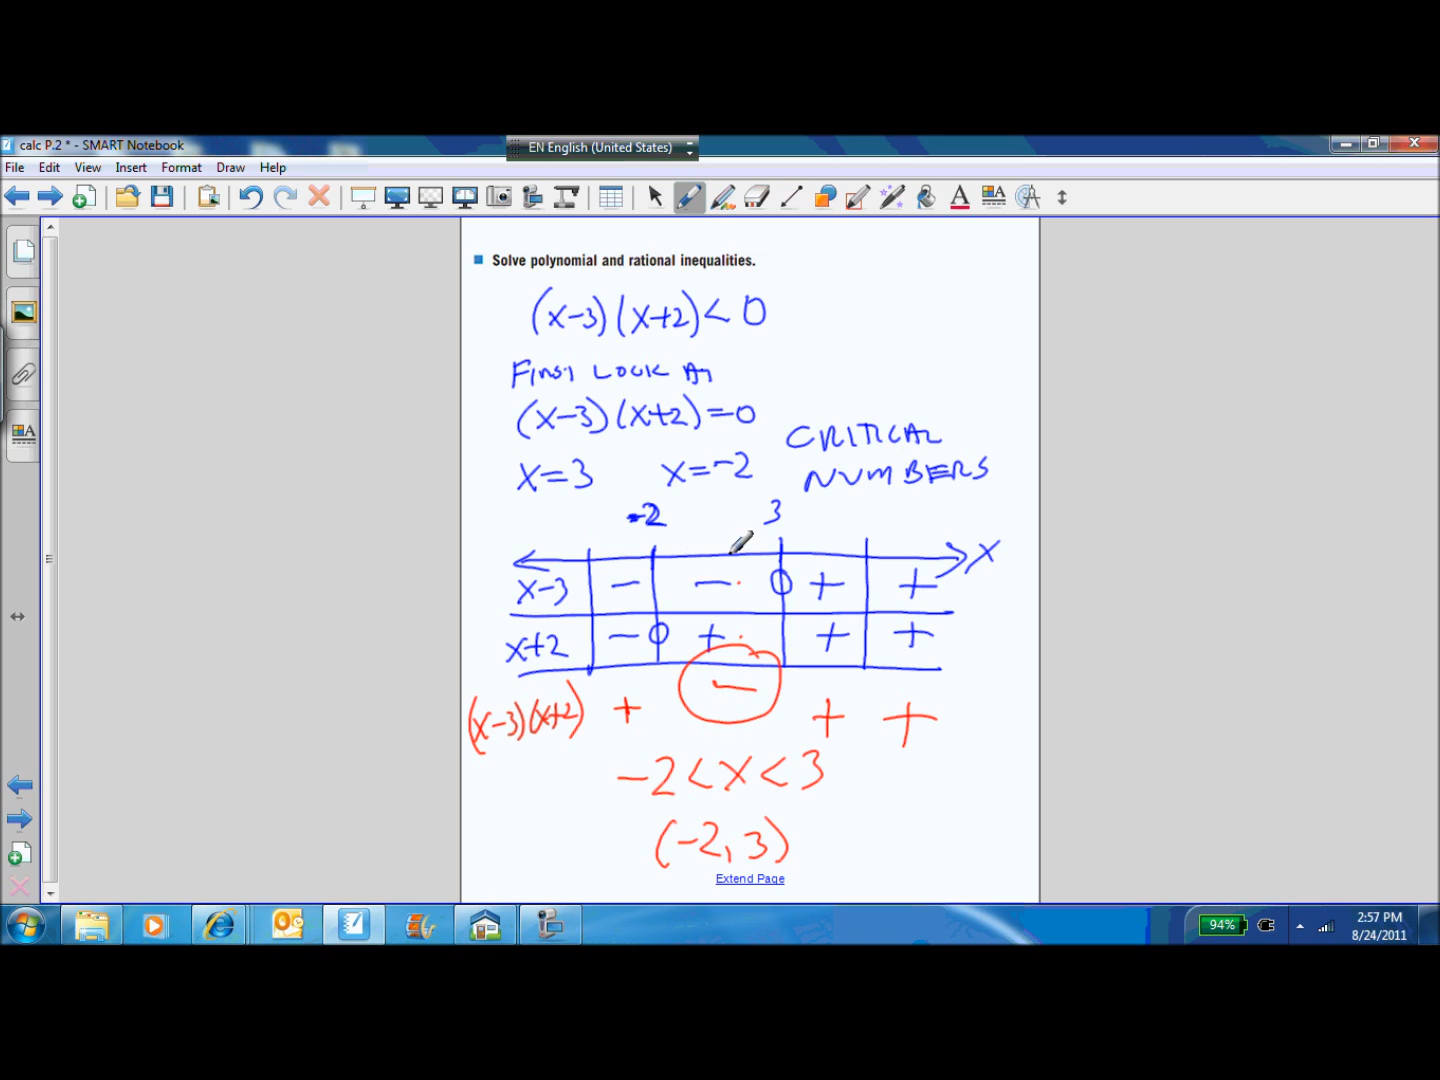 calc P.2 * - SMART Notebook
EN English (United States)
File Edit View Insert Format Draw Help
Solve polynomial and rational inequalities.
(x-3)(x+2)<0
FIRST LOOK AT
(x-3)(x+2)=0
CRITICAL
x=3 x=-2
NUMBERS
-2 3
x
x-3 - - 0 + +
x+2 - 0 + + +
(x-3)(x+2) + - + +
-2<x<3
(-2,3)
Extend Page
94%
2:57 PM
8/24/2011